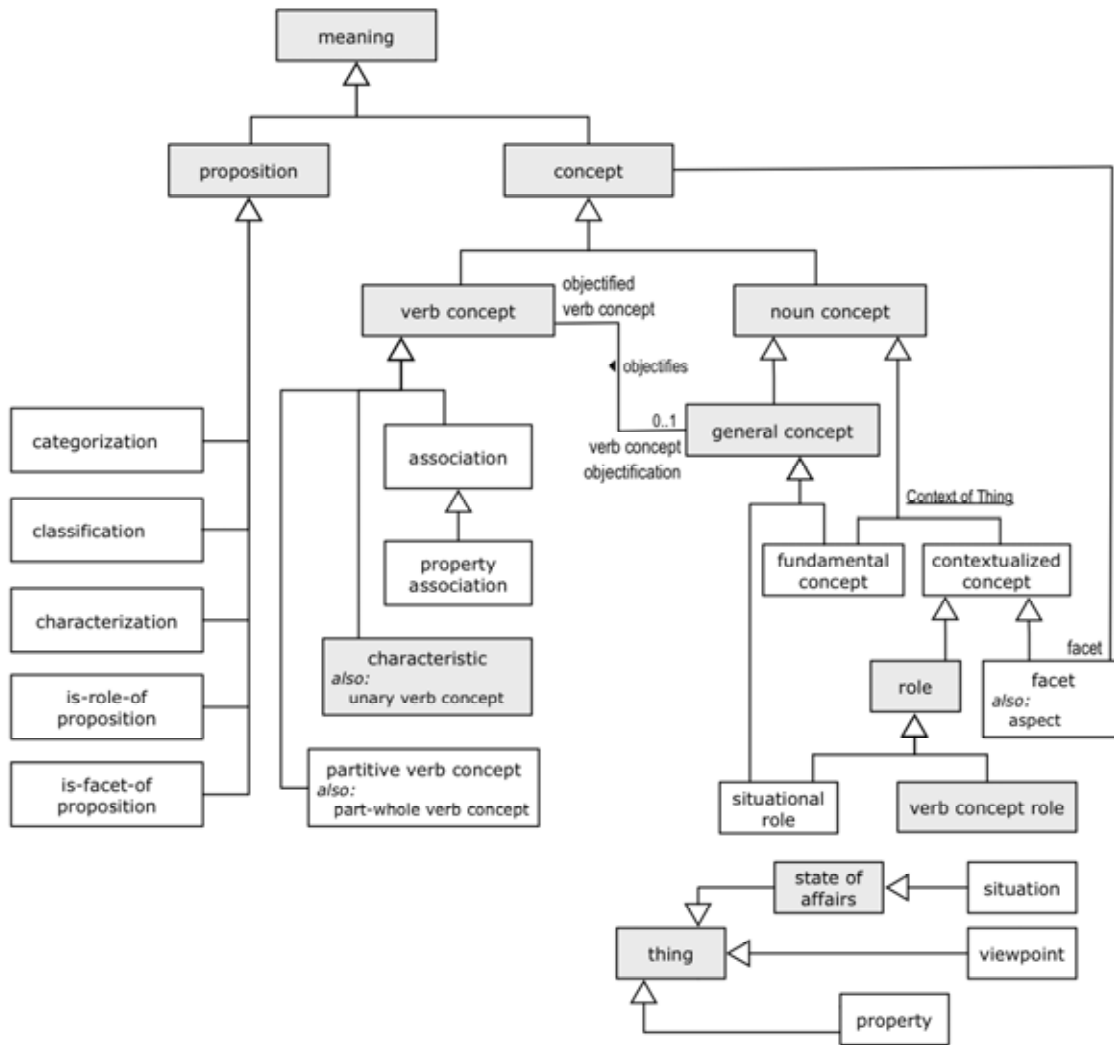 meaning
proposition
concept
objectified
verb concept
verb concept
noun concept
objectifies
0..1
verb concept
objectification
general concept
categorization
classification
characterization
is-role-of
proposition
is-facet-of
proposition
association
property
association
characteristic
also:
unary verb concept
partitive verb concept
also:
part-whole verb concept
Context of Thing
fundamental
concept
contextualized
concept
role
facet
facet
also:
aspect
situational
role
verb concept role
state of
affairs
situation
thing
viewpoint
property